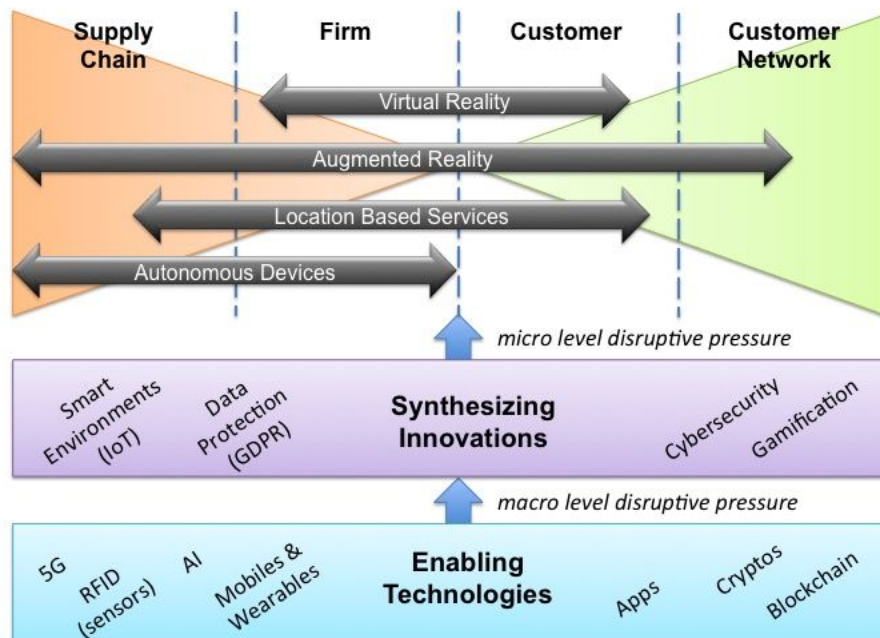 Supply
Chain
Firm
Customer
Customer
Network
Virtual Reality
Augmented Reality
Location Based Services
Autonomous Devices
micro level disruptive pressure
Smart
Environments
(IoT)
Data
Protection
(GDPR)
Synthesizing
Innovations
Cybersecurity
Gamification
macro level disruptive pressure
5G
RFID
(sensors)
AI
Mobiles &
Wearables
Enabling
Technologies
Apps
Cryptos
Blockchain